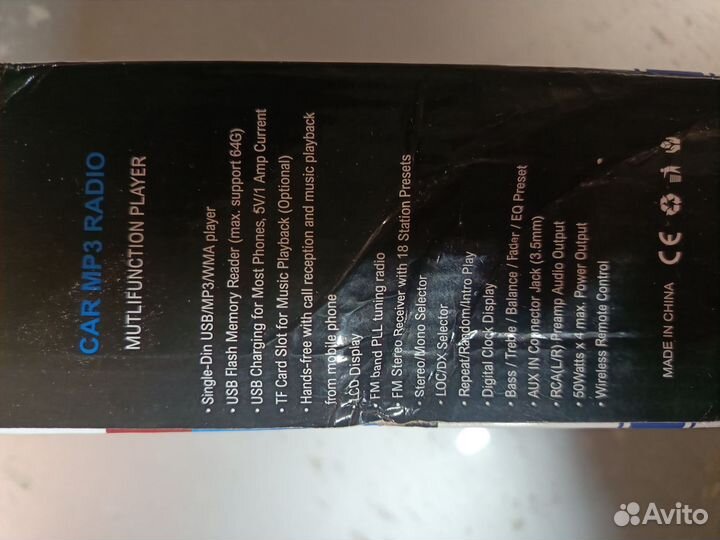 CAR MP3 RADIO
MUTLIFUNCTION PLAYER
• Single-Din USB/MP3/WMA player
• USB Flash Memory Reader (max. support 64G)
• USB Charging for Most Phones, 5V/1 Amp Current
• TF Card Slot for Music Playback (Optional)
• Hands-free with call reception and music playback
from mobile phone
• LCD Display
• FM band PLL tuning radio
• FM Stereo Receiver with 18 Station Presets
• Stereo/Mono Selector
• LOC/DX Selector
• Repeat/Random/Intro Play
• Digital Clock Display
• Bass / Treble / Balance / Fader / EQ Preset
• AUX IN Connector Jack (3.5mm)
• RCA(L/R) Preamp Audio Output
• 50Watts x 4 max. Power Output
• Wireless Remote Control
MADE IN CHINA CE
Avito